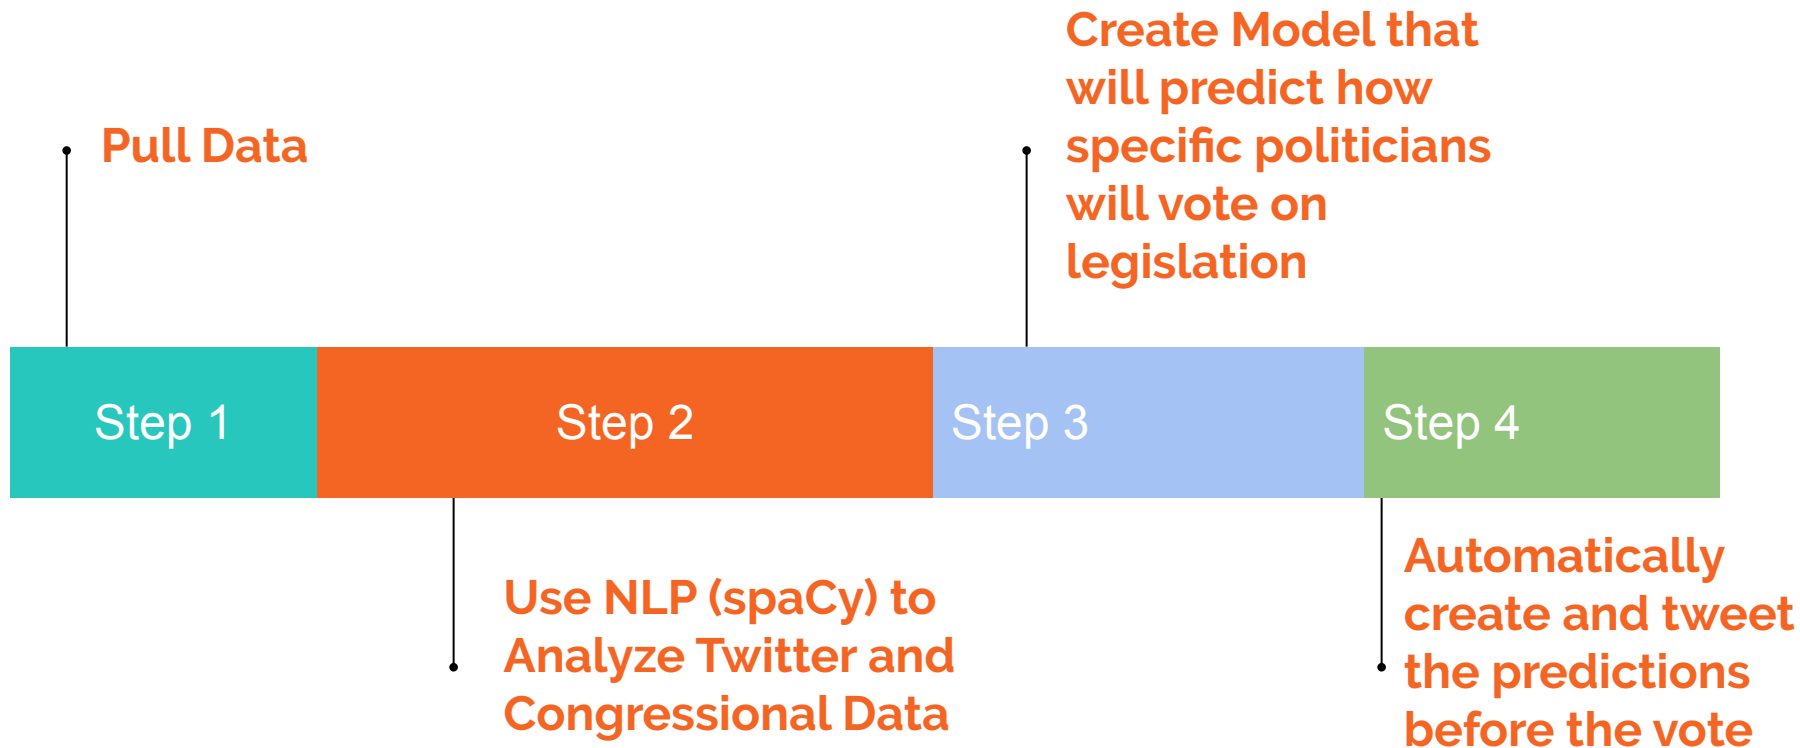 Pull Data
Create Model that
will predict how
specific politicians
will vote on
legislation
Step 1
Step 2
Step 3
Step 4
Use NLP (spaCy) to
Analyze Twitter and
Congressional Data
Automatically
create and tweet
the predictions
before the vote